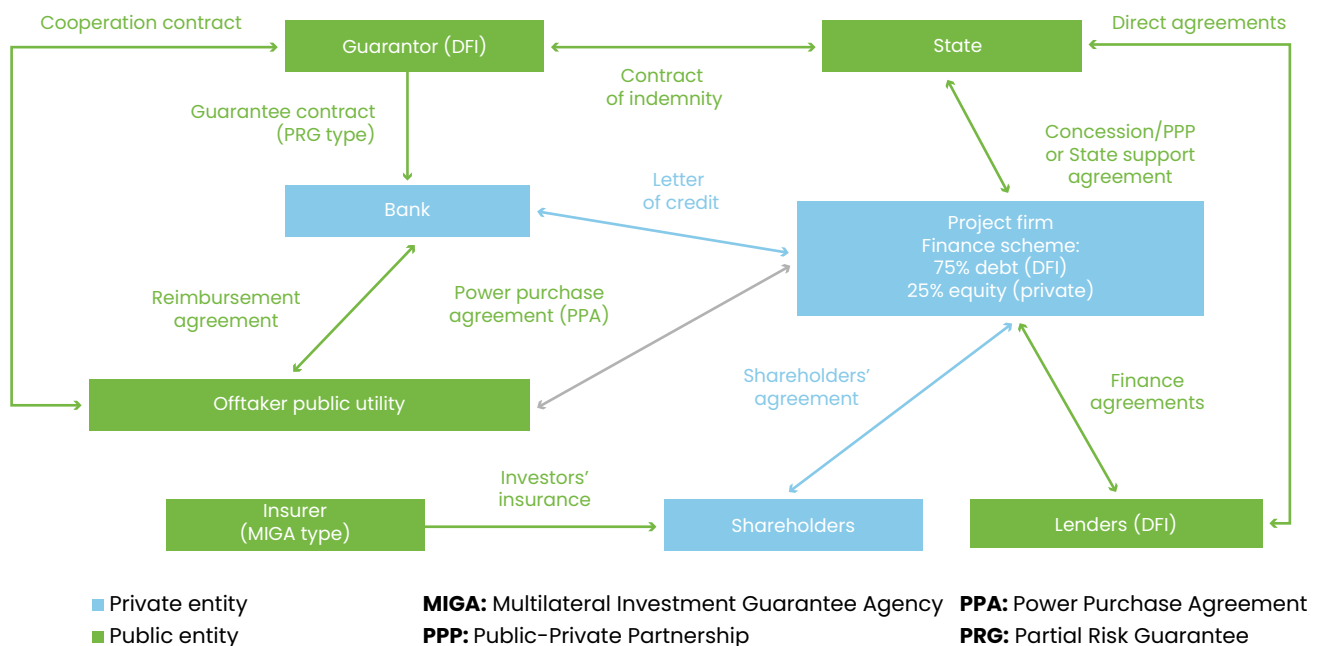 Cooperation contract
Direct agreements
Guarantor (DFI)
State
Contract
of indemnity
Guarantee contract
(PRG type)
Concession/PPP
or State support
agreement
Letter
of credit
Bank
Project firm
Finance scheme:
75% debt (DFI)
25% equity (private)
Reimbursement
agreement
Power purchase
agreement (PPA)
Shareholders’
agreement
Finance
agreements
Offtaker public utility
Investors’
insurance
Insurer
(MIGA type)
Shareholders
Lenders (DFI)
Private entity
MIGA: Multilateral Investment Guarantee Agency
PPA: Power Purchase Agreement
Public entity
PPP: Public-Private Partnership
PRG: Partial Risk Guarantee